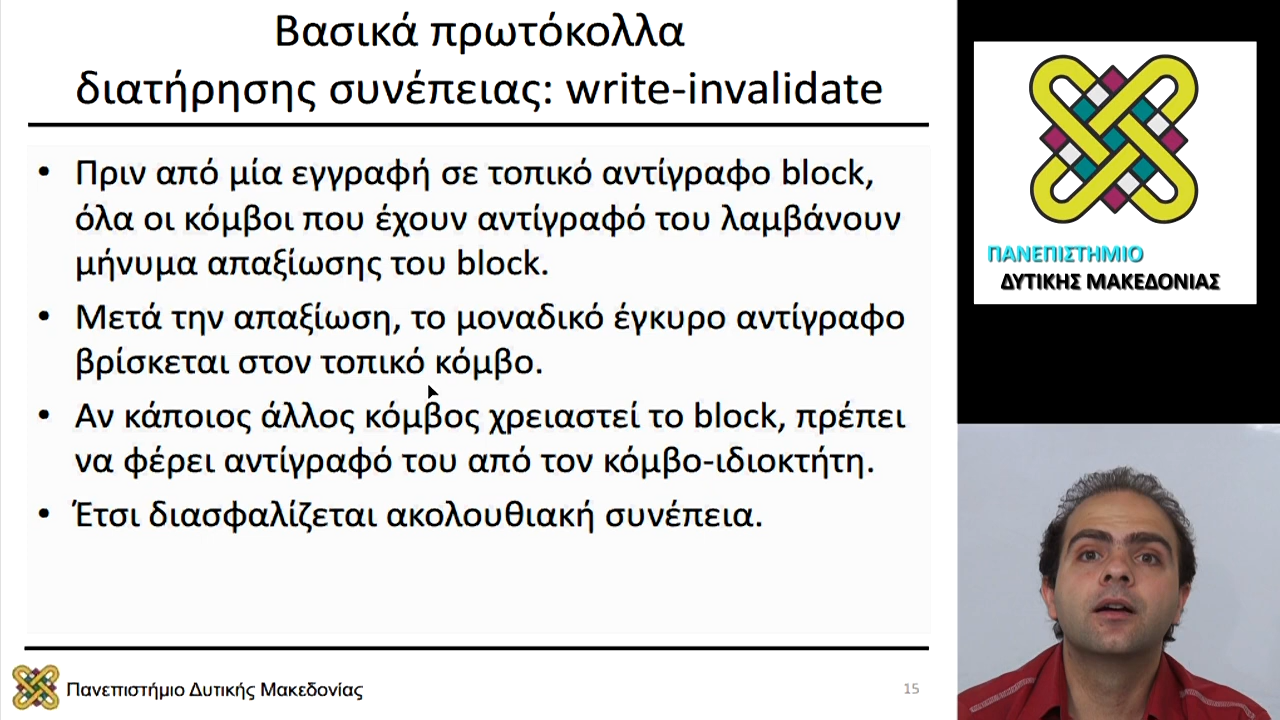 Βασικά πρωτόκολλα
διατήρησης συνέπειας: write-invalidate
• Πριν από μία εγγραφή σε τοπικό αντίγραφο block,
όλα οι κόμβοι που έχουν αντίγραφό του λαμβάνουν
μήνυμα απαξίωσης του block.
• Μετά την απαξίωση, το μοναδικό έγκυρο αντίγραφο
βρίσκεται στον τοπικό κόμβο.
• Αν κάποιος άλλος κόμβος χρειαστεί το block, πρέπει
να φέρει αντίγραφό του από τον κόμβο-ιδιοκτήτη.
• Έτσι διασφαλίζεται ακολουθιακή συνέπεια.
Πανεπιστήμιο Δυτικής Μακεδονίας
15
ΠΑΝΕΠΙΣΤΗΜΙΟ
ΔΥΤΙΚΗΣ ΜΑΚΕΔΟΝΙΑΣ